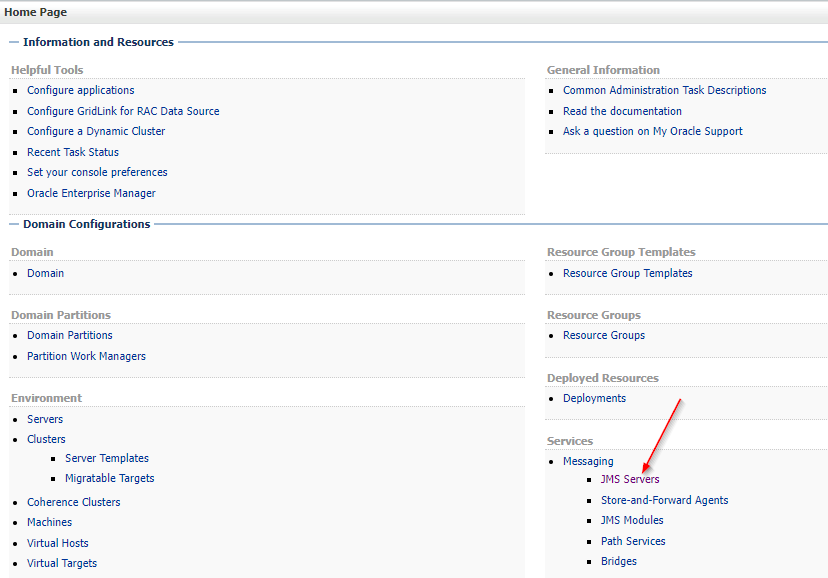 Home Page
Information and Resources
Helpful Tools
Configure applications
Configure GridLink for RAC Data Source
Configure a Dynamic Cluster
Recent Task Status
Set your console preferences
Oracle Enterprise Manager
General Information
Common Administration Task Descriptions
Read the documentation
Ask a question on My Oracle Support
Domain Configurations
Domain
Domain
Domain Partitions
Domain Partitions
Partition Work Managers
Environment
Servers
Clusters
Server Templates
Migratable Targets
Coherence Clusters
Machines
Virtual Hosts
Virtual Targets
Resource Group Templates
Resource Group Templates
Resource Groups
Resource Groups
Deployed Resources
Deployments
Services
Messaging
JMS Servers
Store-and-Forward Agents
JMS Modules
Path Services
Bridges